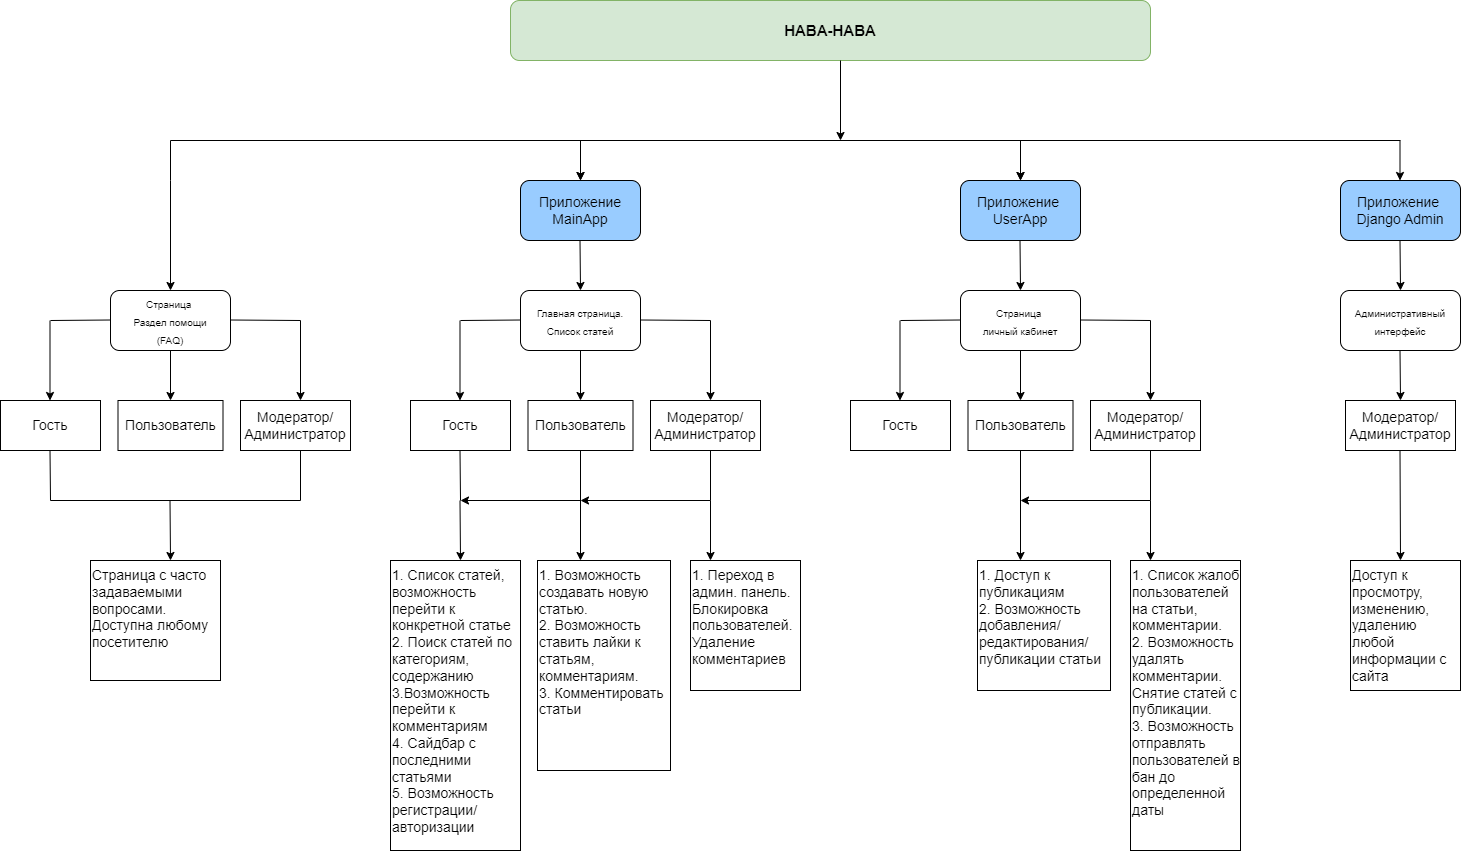 НАВА-НАВА
Приложение
MainApp
Приложение
UserApp
Приложение
Django Admin
Страница
Раздел помощи
(FAQ)
Главная страница.
Список статей
Страница
личный кабинет
Административный
интерфейс
Гость
Пользователь
Модератор/
Администратор
Гость
Пользователь
Модератор/
Администратор
Гость
Пользователь
Модератор/
Администратор
Модератор/
Администратор
Страница с часто
задаваемыми
вопросами.
Доступна любому
посетителю
1. Список статей,
возможность
перейти к
конкретной статье
2. Поиск статей по
категориям,
содержанию
3.Возможность
перейти к
комментариям
4. Сайдбар с
последними
статьями
5. Возможность
регистрации/
авторизации
1. Возможность
создавать новую
статью.
2. Возможность
ставить лайки к
статьям,
комментариям.
3. Комментировать
статьи
1. Переход в
админ. панель.
Блокировка
пользователей.
Удаление
комментариев
1. Доступ к
публикациям
2. Возможность
добавления/
редактирования/
публикации статьи
1. Список жалоб
пользователей
на статьи,
комментарии.
2. Возможность
удалять
комментарии.
Снятие статей с
публикации.
3. Возможность
отправлять
пользователей в
бан до
определенной
даты
Доступ к
просмотру,
изменению,
удалению
любой
информации с
сайта